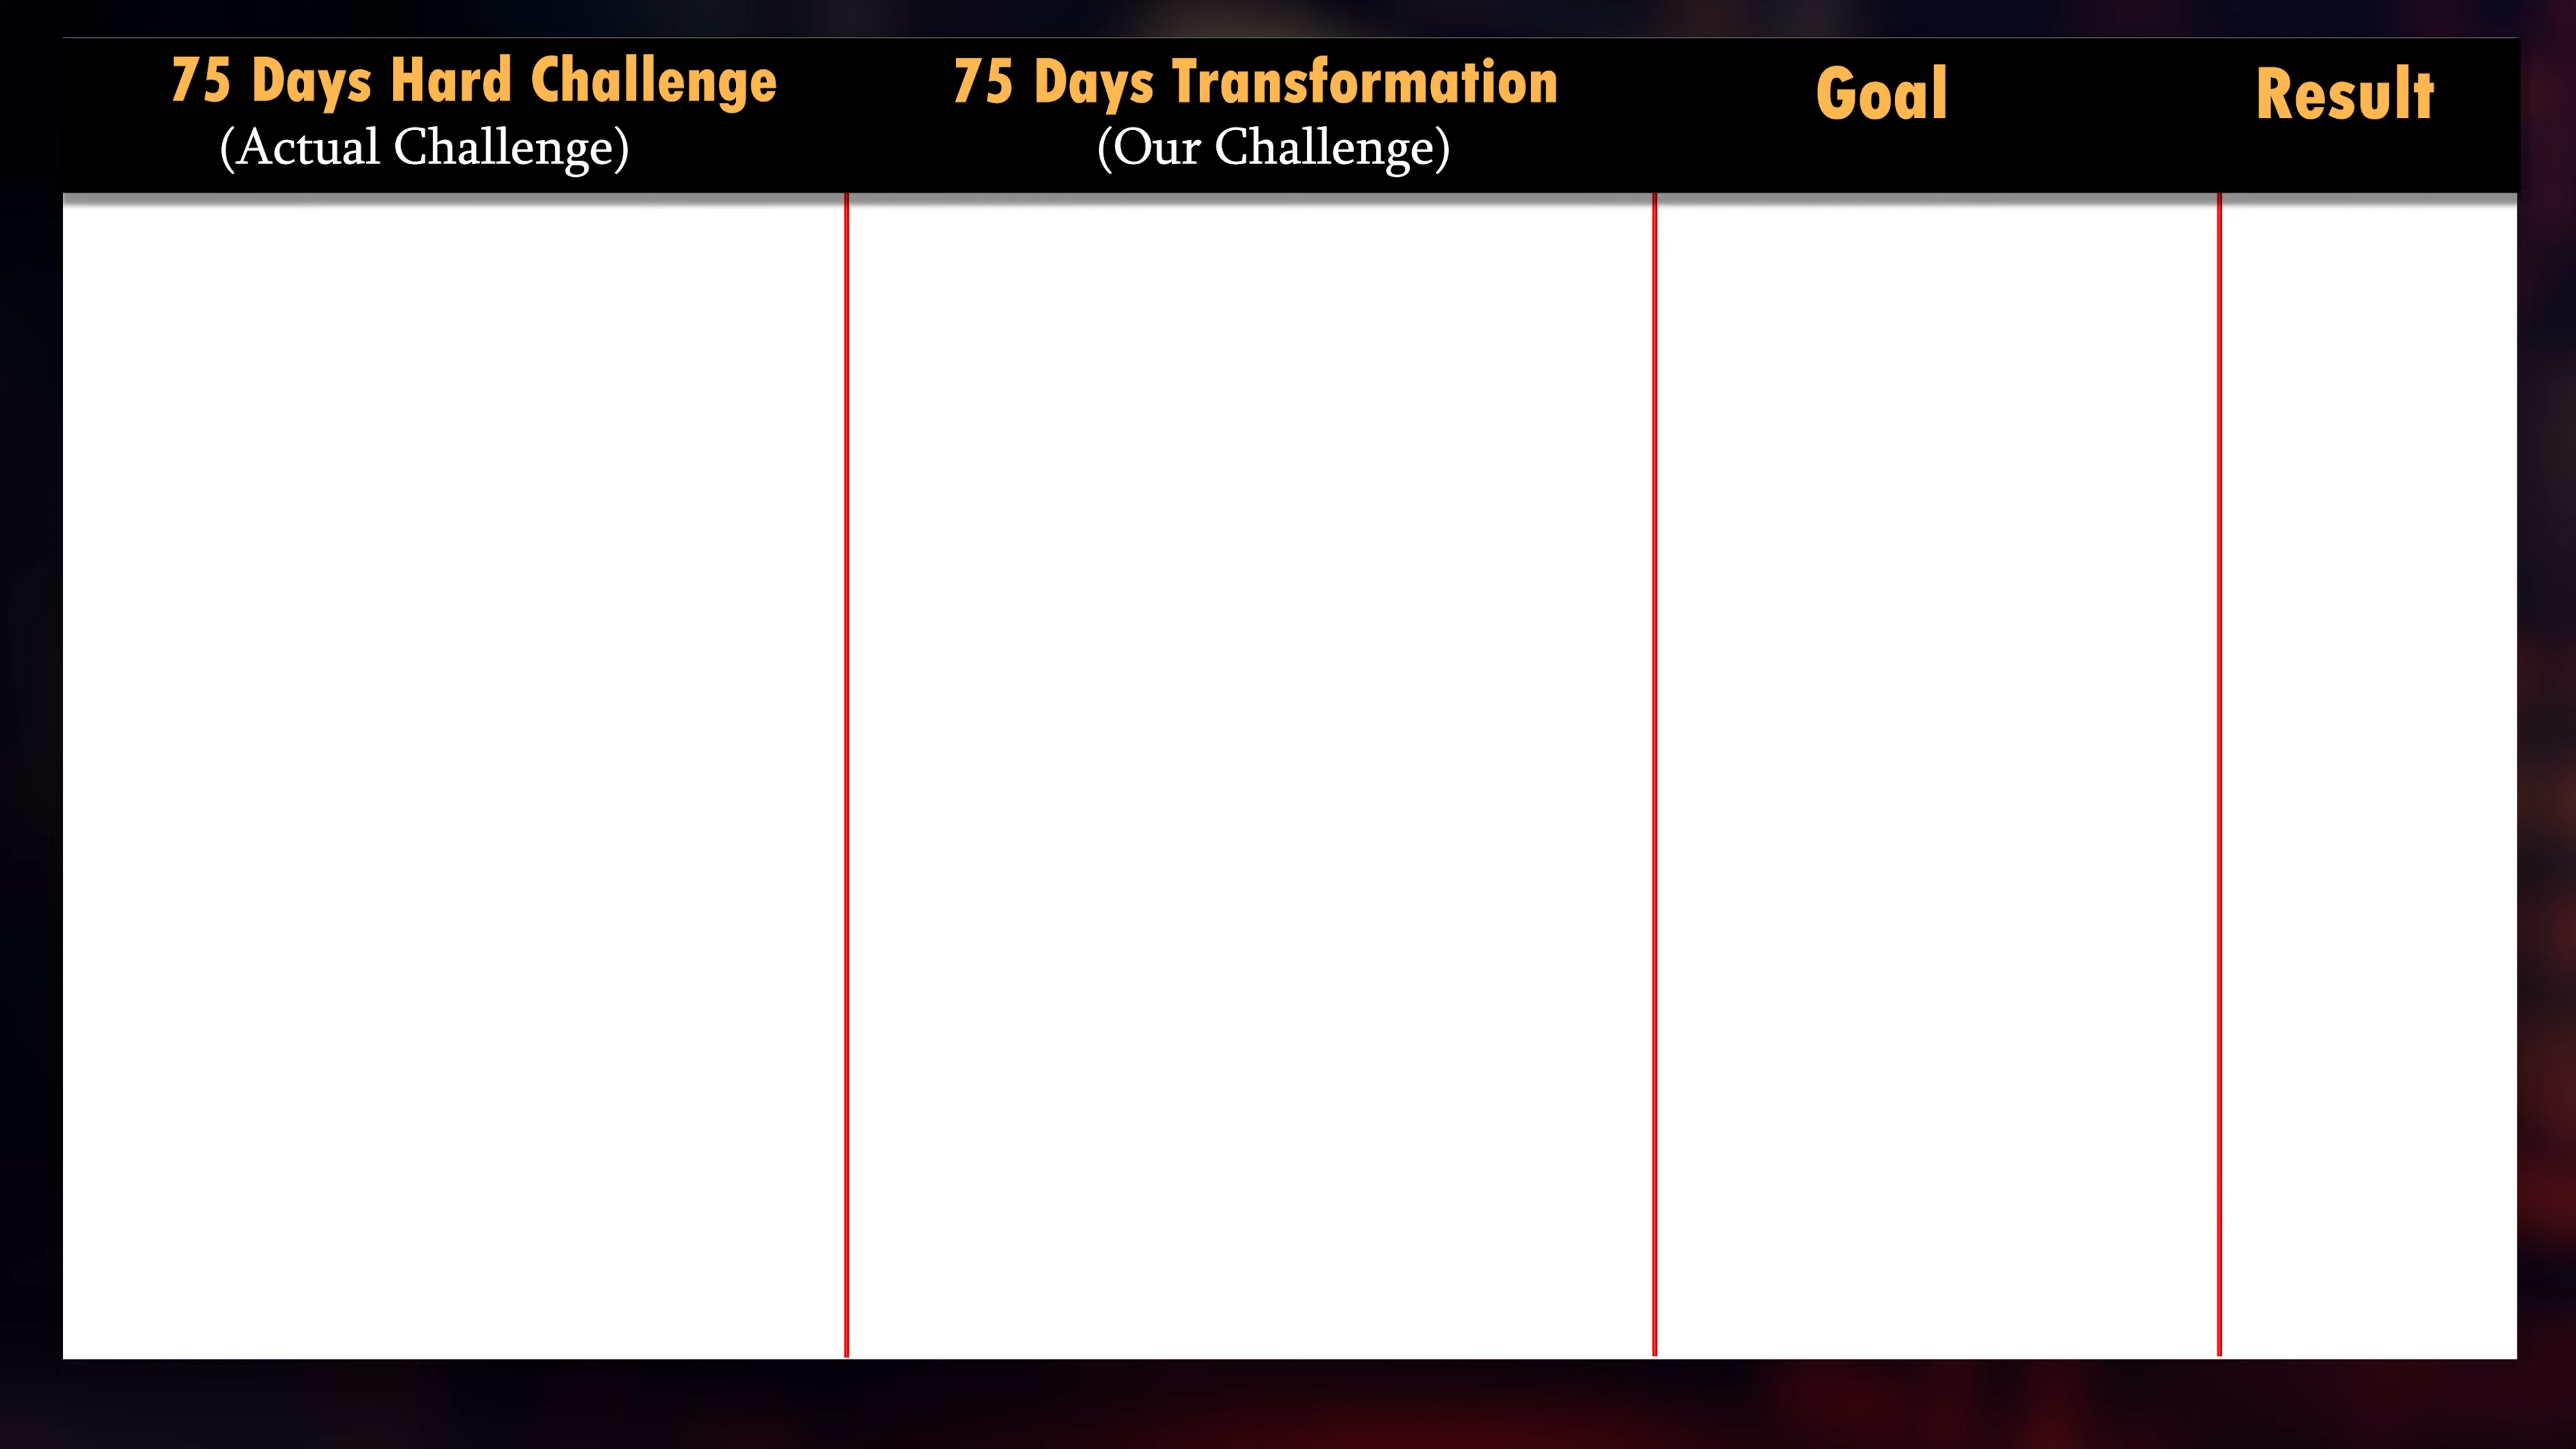 75 Days Hard Challenge
(Actual Challenge)
75 Days Transformation
(Our Challenge)
Goal
Result